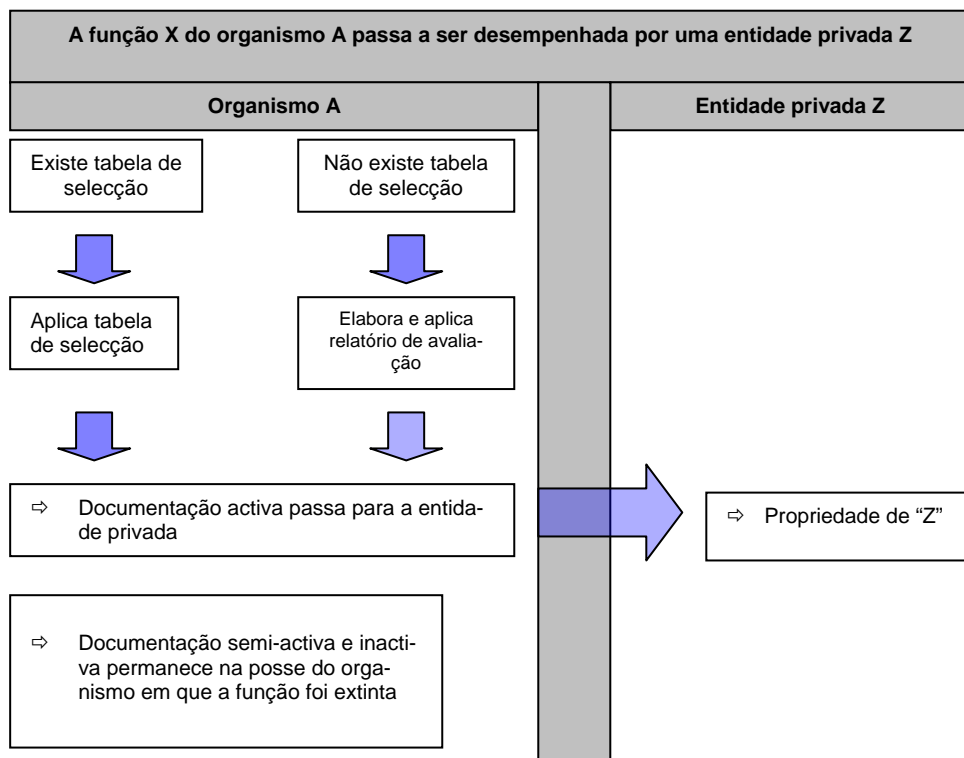 A função X do organismo A passa a ser desempenhada por uma entidade privada Z
Organismo A
Entidade privada Z
Existe tabela de
selecção
Não existe tabela
de selecção
Aplica tabela
de selecção
Elabora e aplica
relatório de avalia-
ção
⇨ Documentação activa passa para a entida-
de privada
⇨ Propriedade de “Z”
⇨ Documentação semi-activa e inacti-
va permanece na posse do orga-
nismo em que a função foi extinta